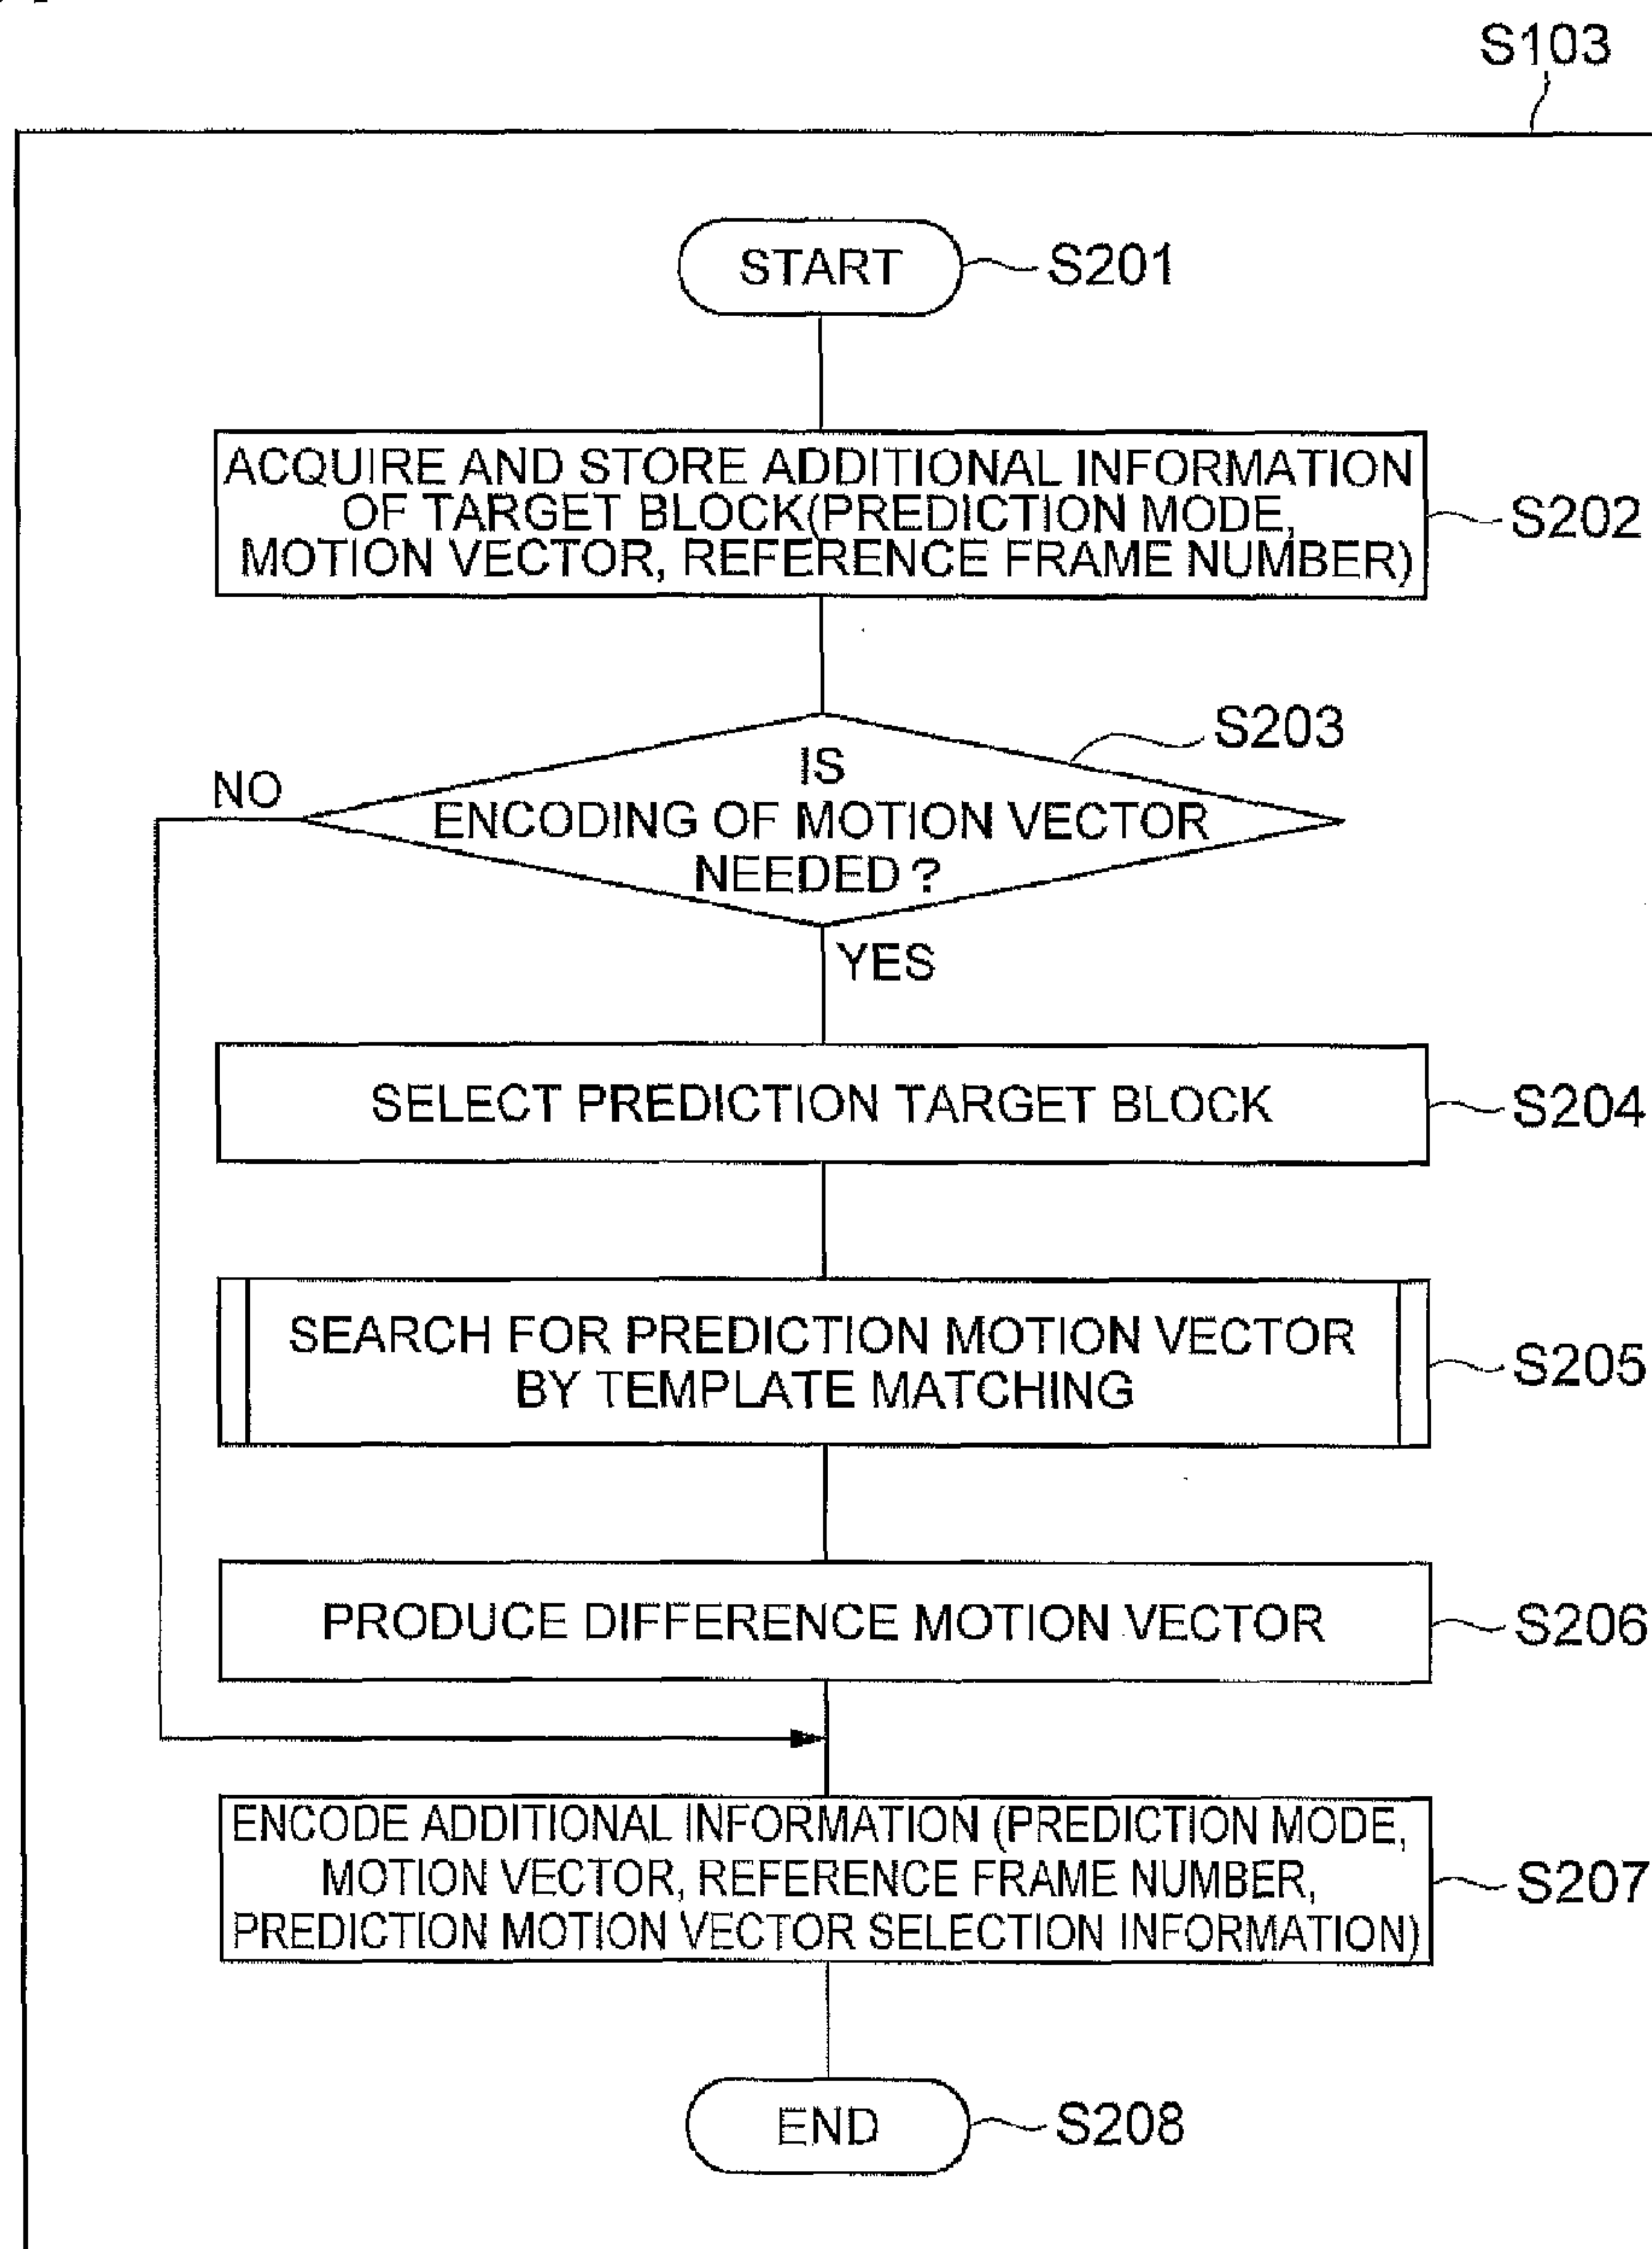 S103
START
S201
ACQUIRE AND STORE ADDITIONAL INFORMATION
OF TARGET BLOCK(PREDICTION MODE,
MOTION VECTOR, REFERENCE FRAME NUMBER)
S202
S203
NO
IS
ENCODING OF MOTION VECTOR
NEEDED ?
YES
SELECT PREDICTION TARGET BLOCK
S204
SEARCH FOR PREDICTION MOTION VECTOR
BY TEMPLATE MATCHING
S205
PRODUCE DIFFERENCE MOTION VECTOR
S206
ENCODE ADDITIONAL INFORMATION (PREDICTION MODE,
MOTION VECTOR, REFERENCE FRAME NUMBER,
PREDICTION MOTION VECTOR SELECTION INFORMATION)
S207
END
S208